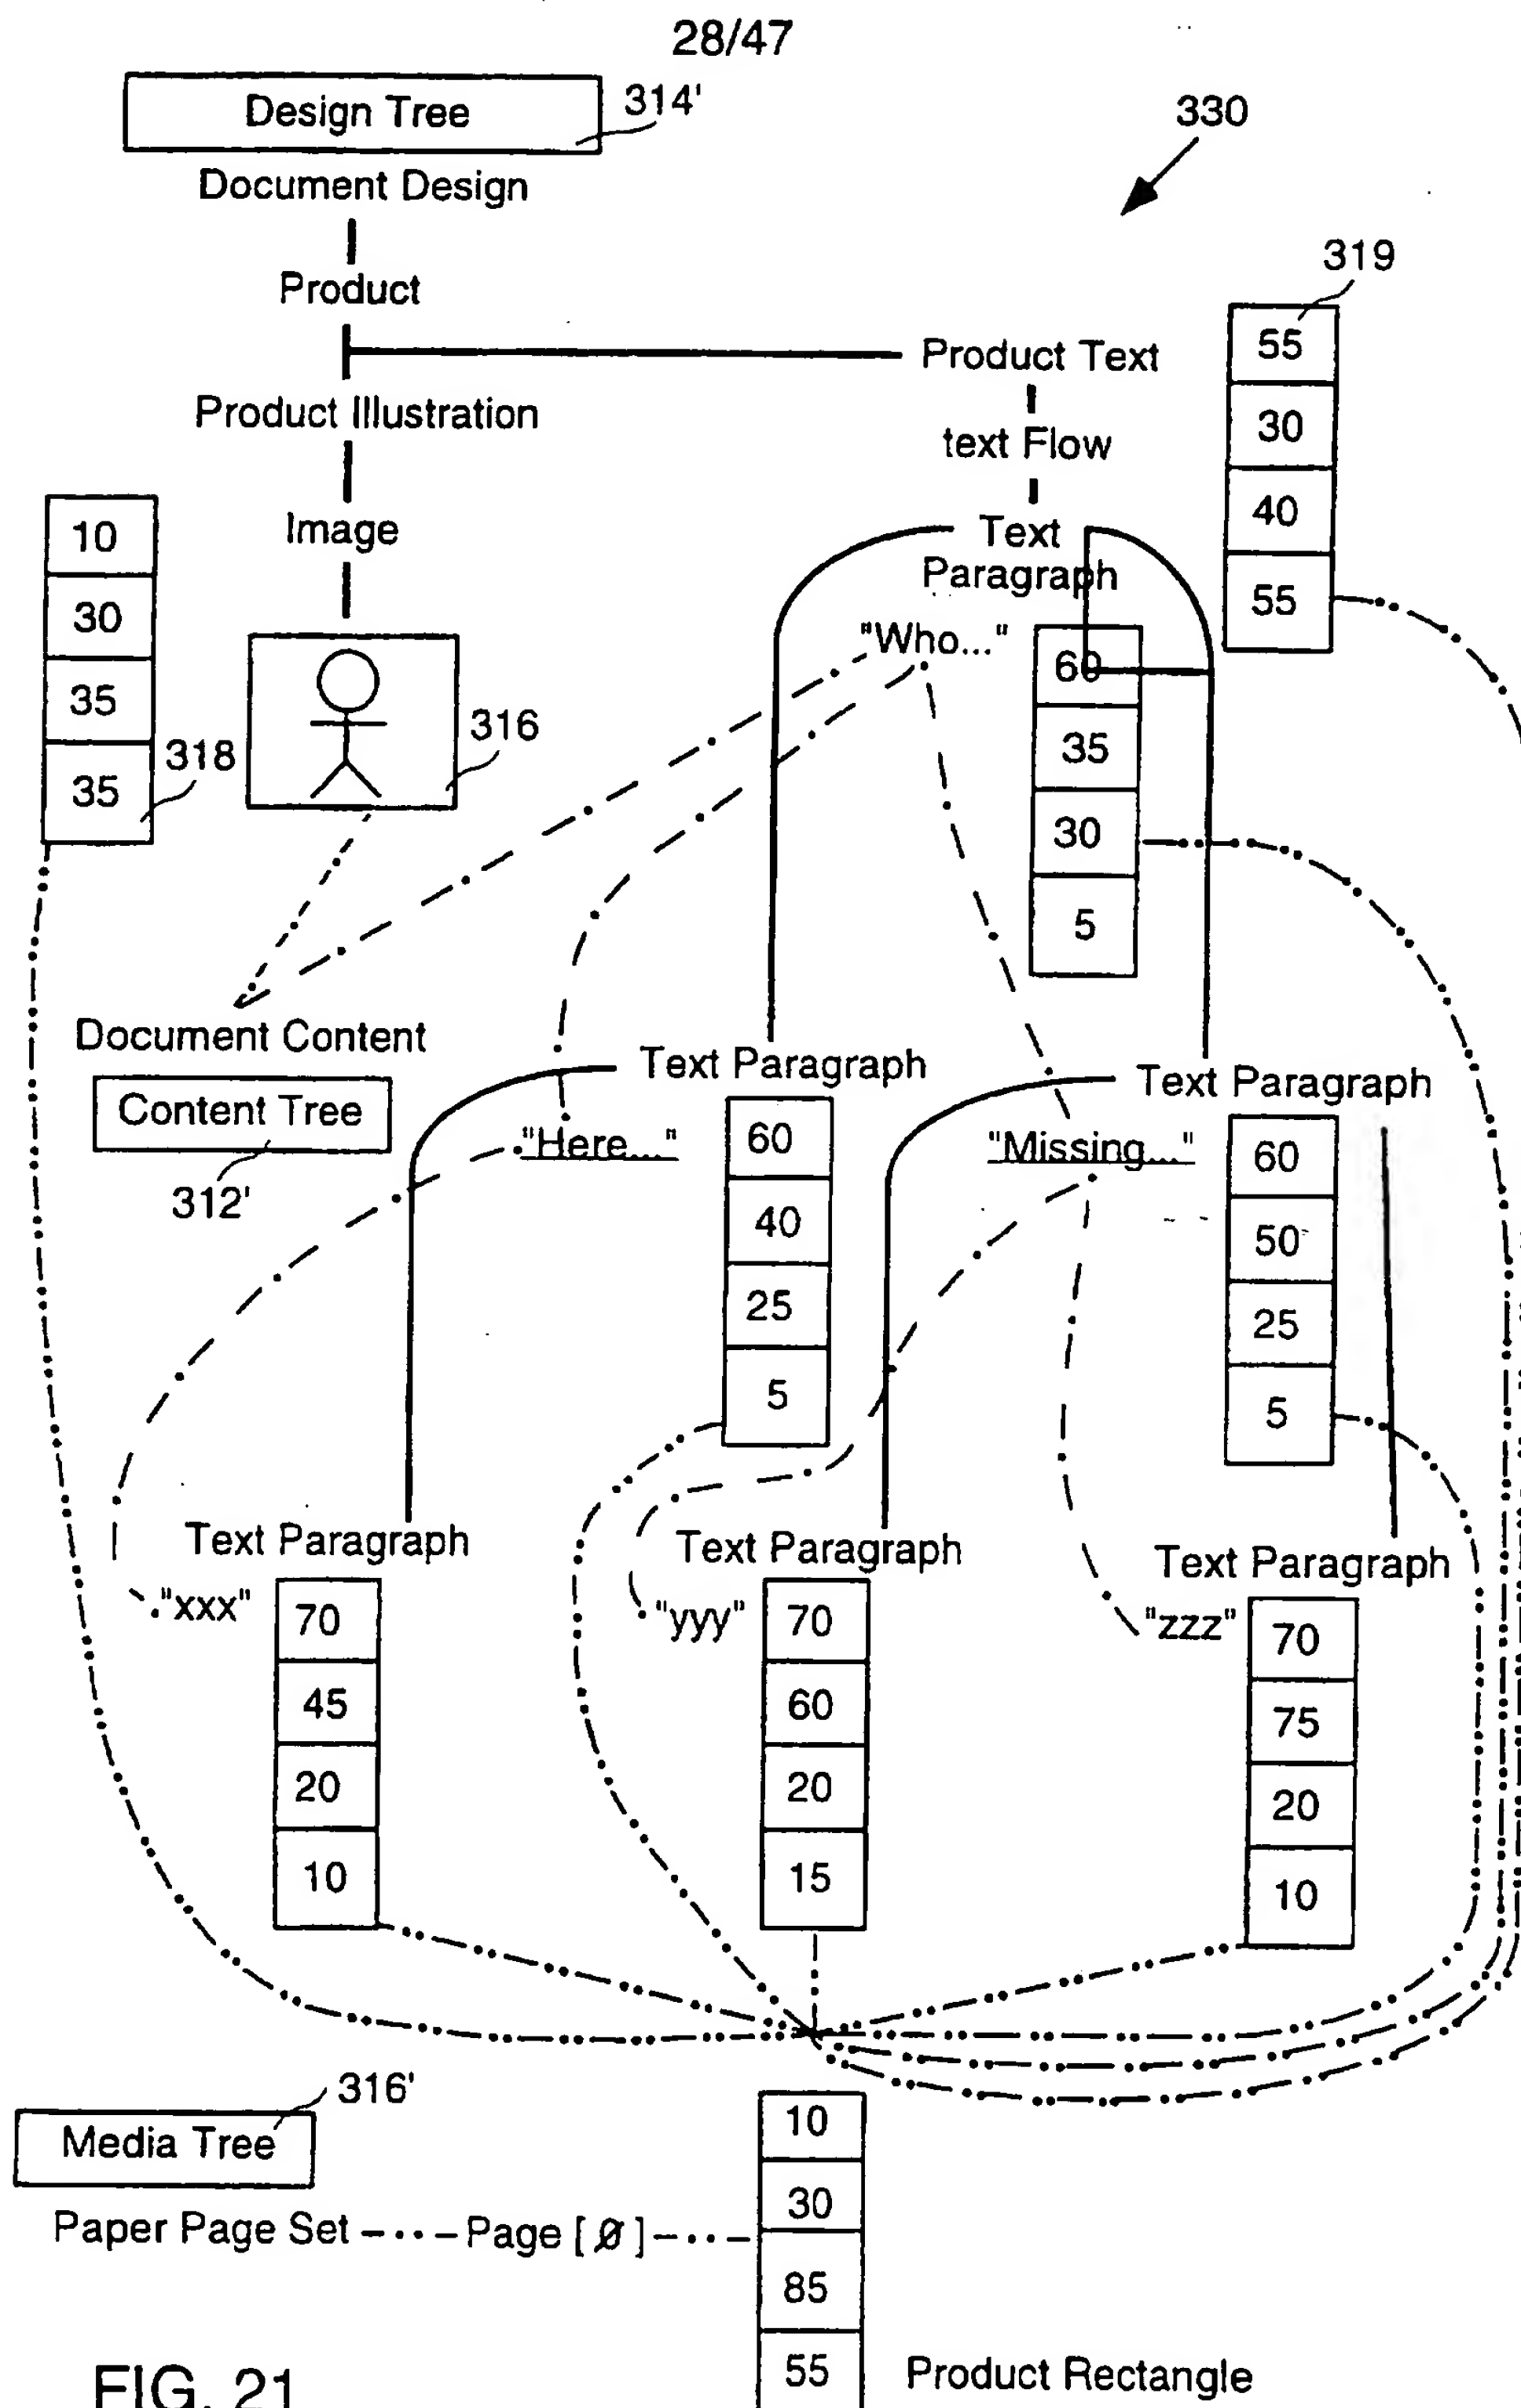 28/47
Design Tree
314'
330
Document Design
Product
319
Product Text
Product Illustration
text Flow
55
30
40
55
Image
Text
Paragraph
10
30
35
35
318
316
"Who..."
60
35
30
5
Document Content
Content Tree
312'
Text Paragraph
"Here..."
60
40
25
5
Text Paragraph
"Missing..."
60
50
25
5
Text Paragraph
"xxx"
70
45
20
10
Text Paragraph
"yyy"
70
60
20
15
Text Paragraph
"zzz"
70
75
20
10
316'
Media Tree
Paper Page Set
Page [ Ø ]
10
30
85
55
Product Rectangle
FIG. 21